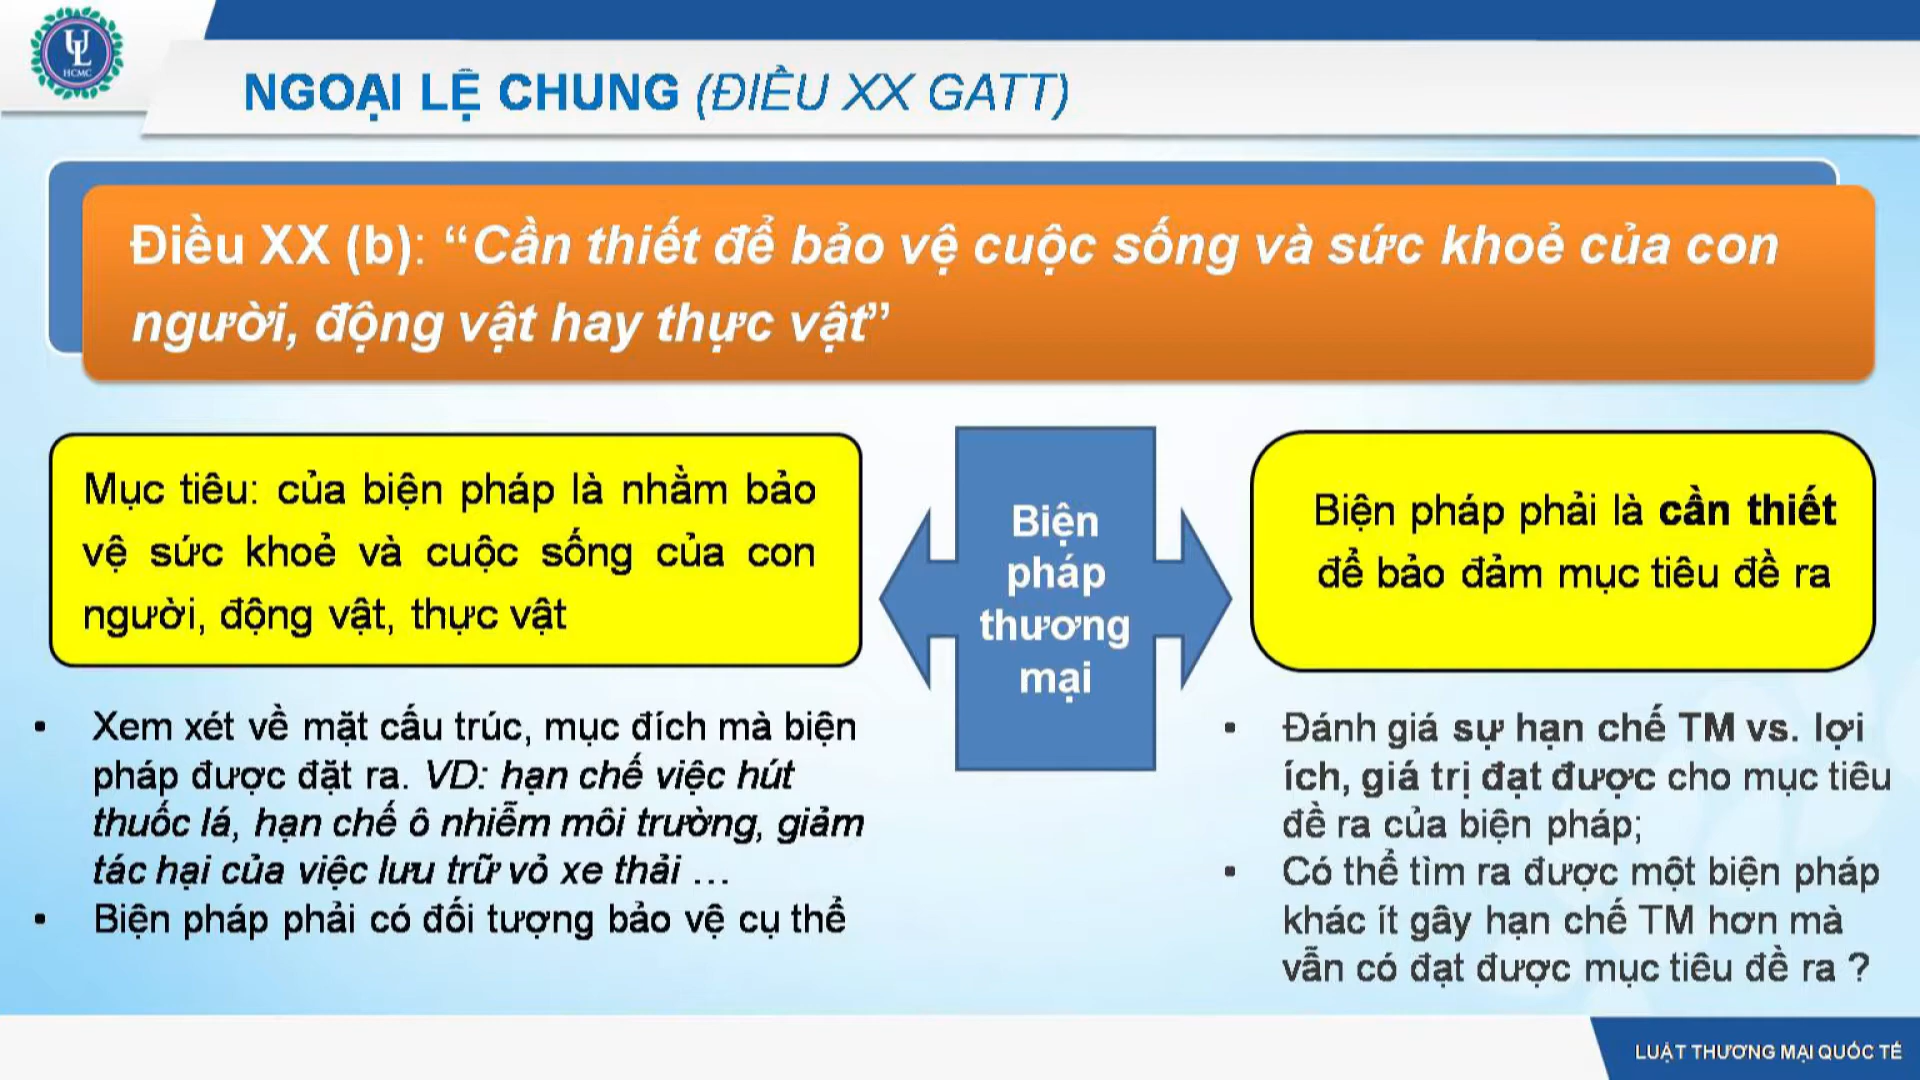 UL
HCMC
NGOẠI LỆ CHUNG (ĐIỀU XX GATT)
Điều XX (b): “Cần thiết để bảo vệ cuộc sống và sức khoẻ của con
người, động vật hay thực vật”
Mục tiêu: của biện pháp là nhằm bảo
vệ sức khoẻ và cuộc sống của con
người, động vật, thực vật
Biện
pháp
thương
mại
Biện pháp phải là cần thiết
để bảo đảm mục tiêu đề ra
▪ Xem xét về mặt cấu trúc, mục đích mà biện
pháp được đặt ra. VD: hạn chế việc hút
thuốc lá, hạn chế ô nhiễm môi trường, giảm
tác hại của việc lưu trữ vỏ xe thải ...
▪ Biện pháp phải có đối tượng bảo vệ cụ thể
▪ Đánh giá sự hạn chế TM vs. lợi
ích, giá trị đạt được cho mục tiêu
đề ra của biện pháp;
▪ Có thể tìm ra được một biện pháp
khác ít gây hạn chế TM hơn mà
vẫn có đạt được mục tiêu đề ra ?
LUẬT THƯƠNG MẠI QUỐC TẾ